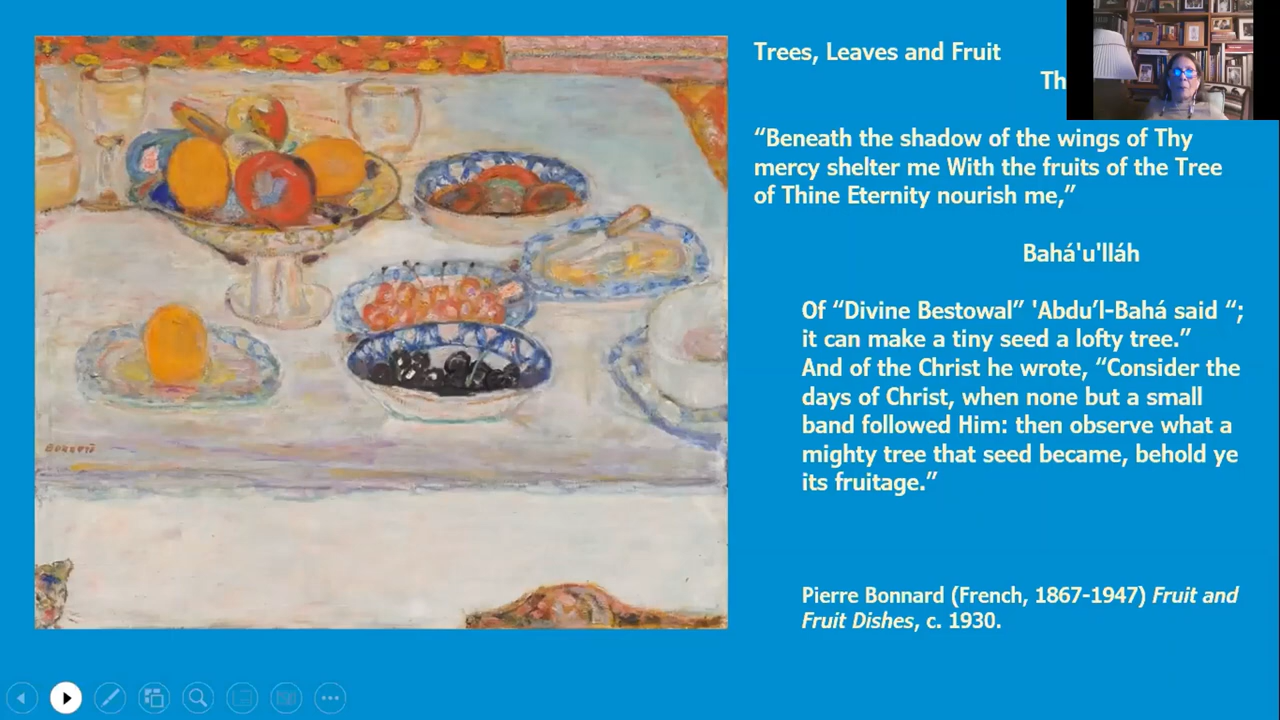 Trees, Leaves and Fruit
Th
“Beneath the shadow of the wings of Thy
mercy shelter me With the fruits of the Tree
of Thine Eternity nourish me,”
Bahá'u'lláh
Of “Divine Bestowal” 'Abdu’l-Bahá said “;
it can make a tiny seed a lofty tree.”
And of the Christ he wrote, “Consider the
days of Christ, when none but a small
band followed Him: then observe what a
mighty tree that seed became, behold ye
its fruitage.”
Pierre Bonnard (French, 1867-1947) Fruit and
Fruit Dishes, c. 1930.
Bonnard